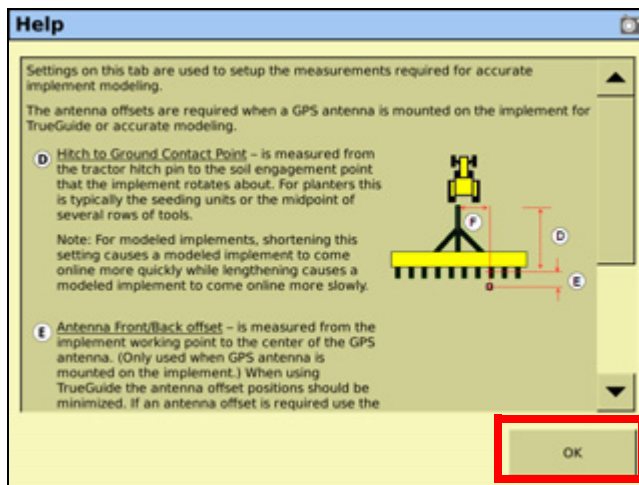 Help
Settings on this tab are used to setup the measurements required for accurate
implement modeling.
The antenna offsets are required when a GPS antenna is mounted on the implement for
TrueGuide or accurate modeling.
D Hitch to Ground Contact Point – is measured from
the tractor hitch pin to the soil engagement point
that the implement rotates about. For planters this
is typically the seeding units or the midpoint of
several rows of tools.
Note: For modeled implements, shortening this
setting causes a modeled implement to come
online more quickly while lengthening causes a
modeled implement to come online more slowly.
F
D
E
E Antenna Front/Back offset – is measured from the
implement working point to the center of the GPS
antenna. (Only used when GPS antenna is
mounted on the implement.) When using
TrueGuide the antenna offset positions should be
minimized. If an antenna offset is required use the
OK